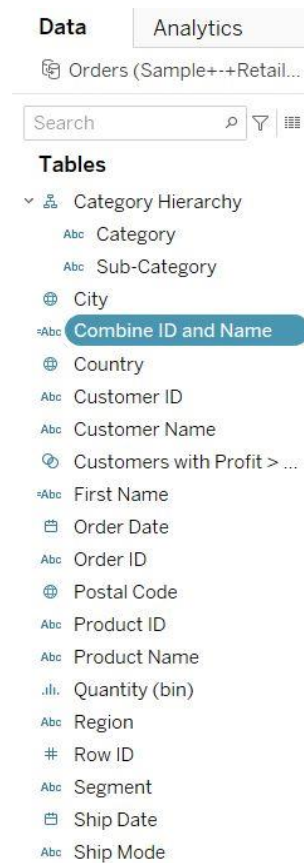 Data Analytics
Orders (Sample+-+Retail...
Search
Tables
Category Hierarchy
Abc Category
Abc Sub-Category
City
=Abc Combine ID and Name
Country
Abc Customer ID
Abc Customer Name
Customers with Profit > ...
=Abc First Name
Order Date
Abc Order ID
Postal Code
Abc Product ID
Abc Product Name
Quantity (bin)
Abc Region
# Row ID
Abc Segment
Ship Date
Abc Ship Mode